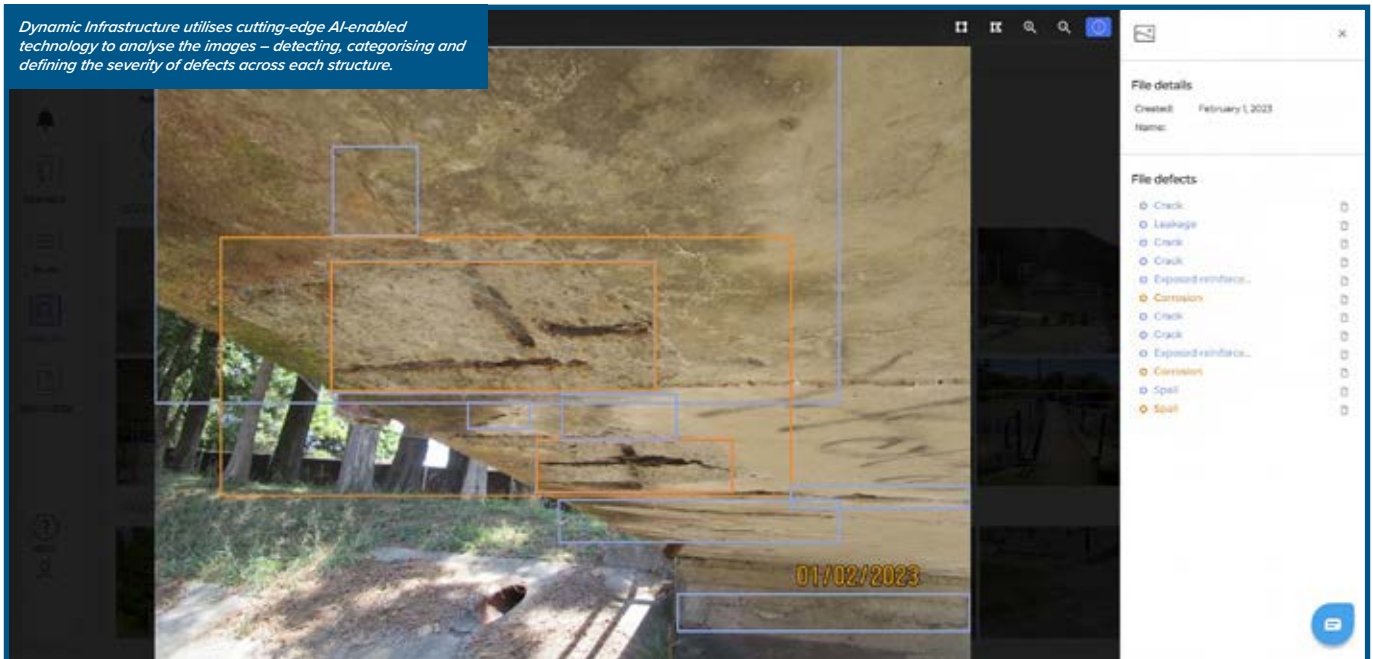 Dynamic Infrastructure utilises cutting-edge AI-enabled
technology to analyse the images – detecting, categorising and
defining the severity of defects across each structure.
File details
Created: February 1, 2023
Name:
File defects
Crack
Leakage
Crack
Crack
Exposed reinforce...
Corrosion
Crack
Crack
Exposed reinforce...
Corrosion
Spall
Spall
01/02/2023